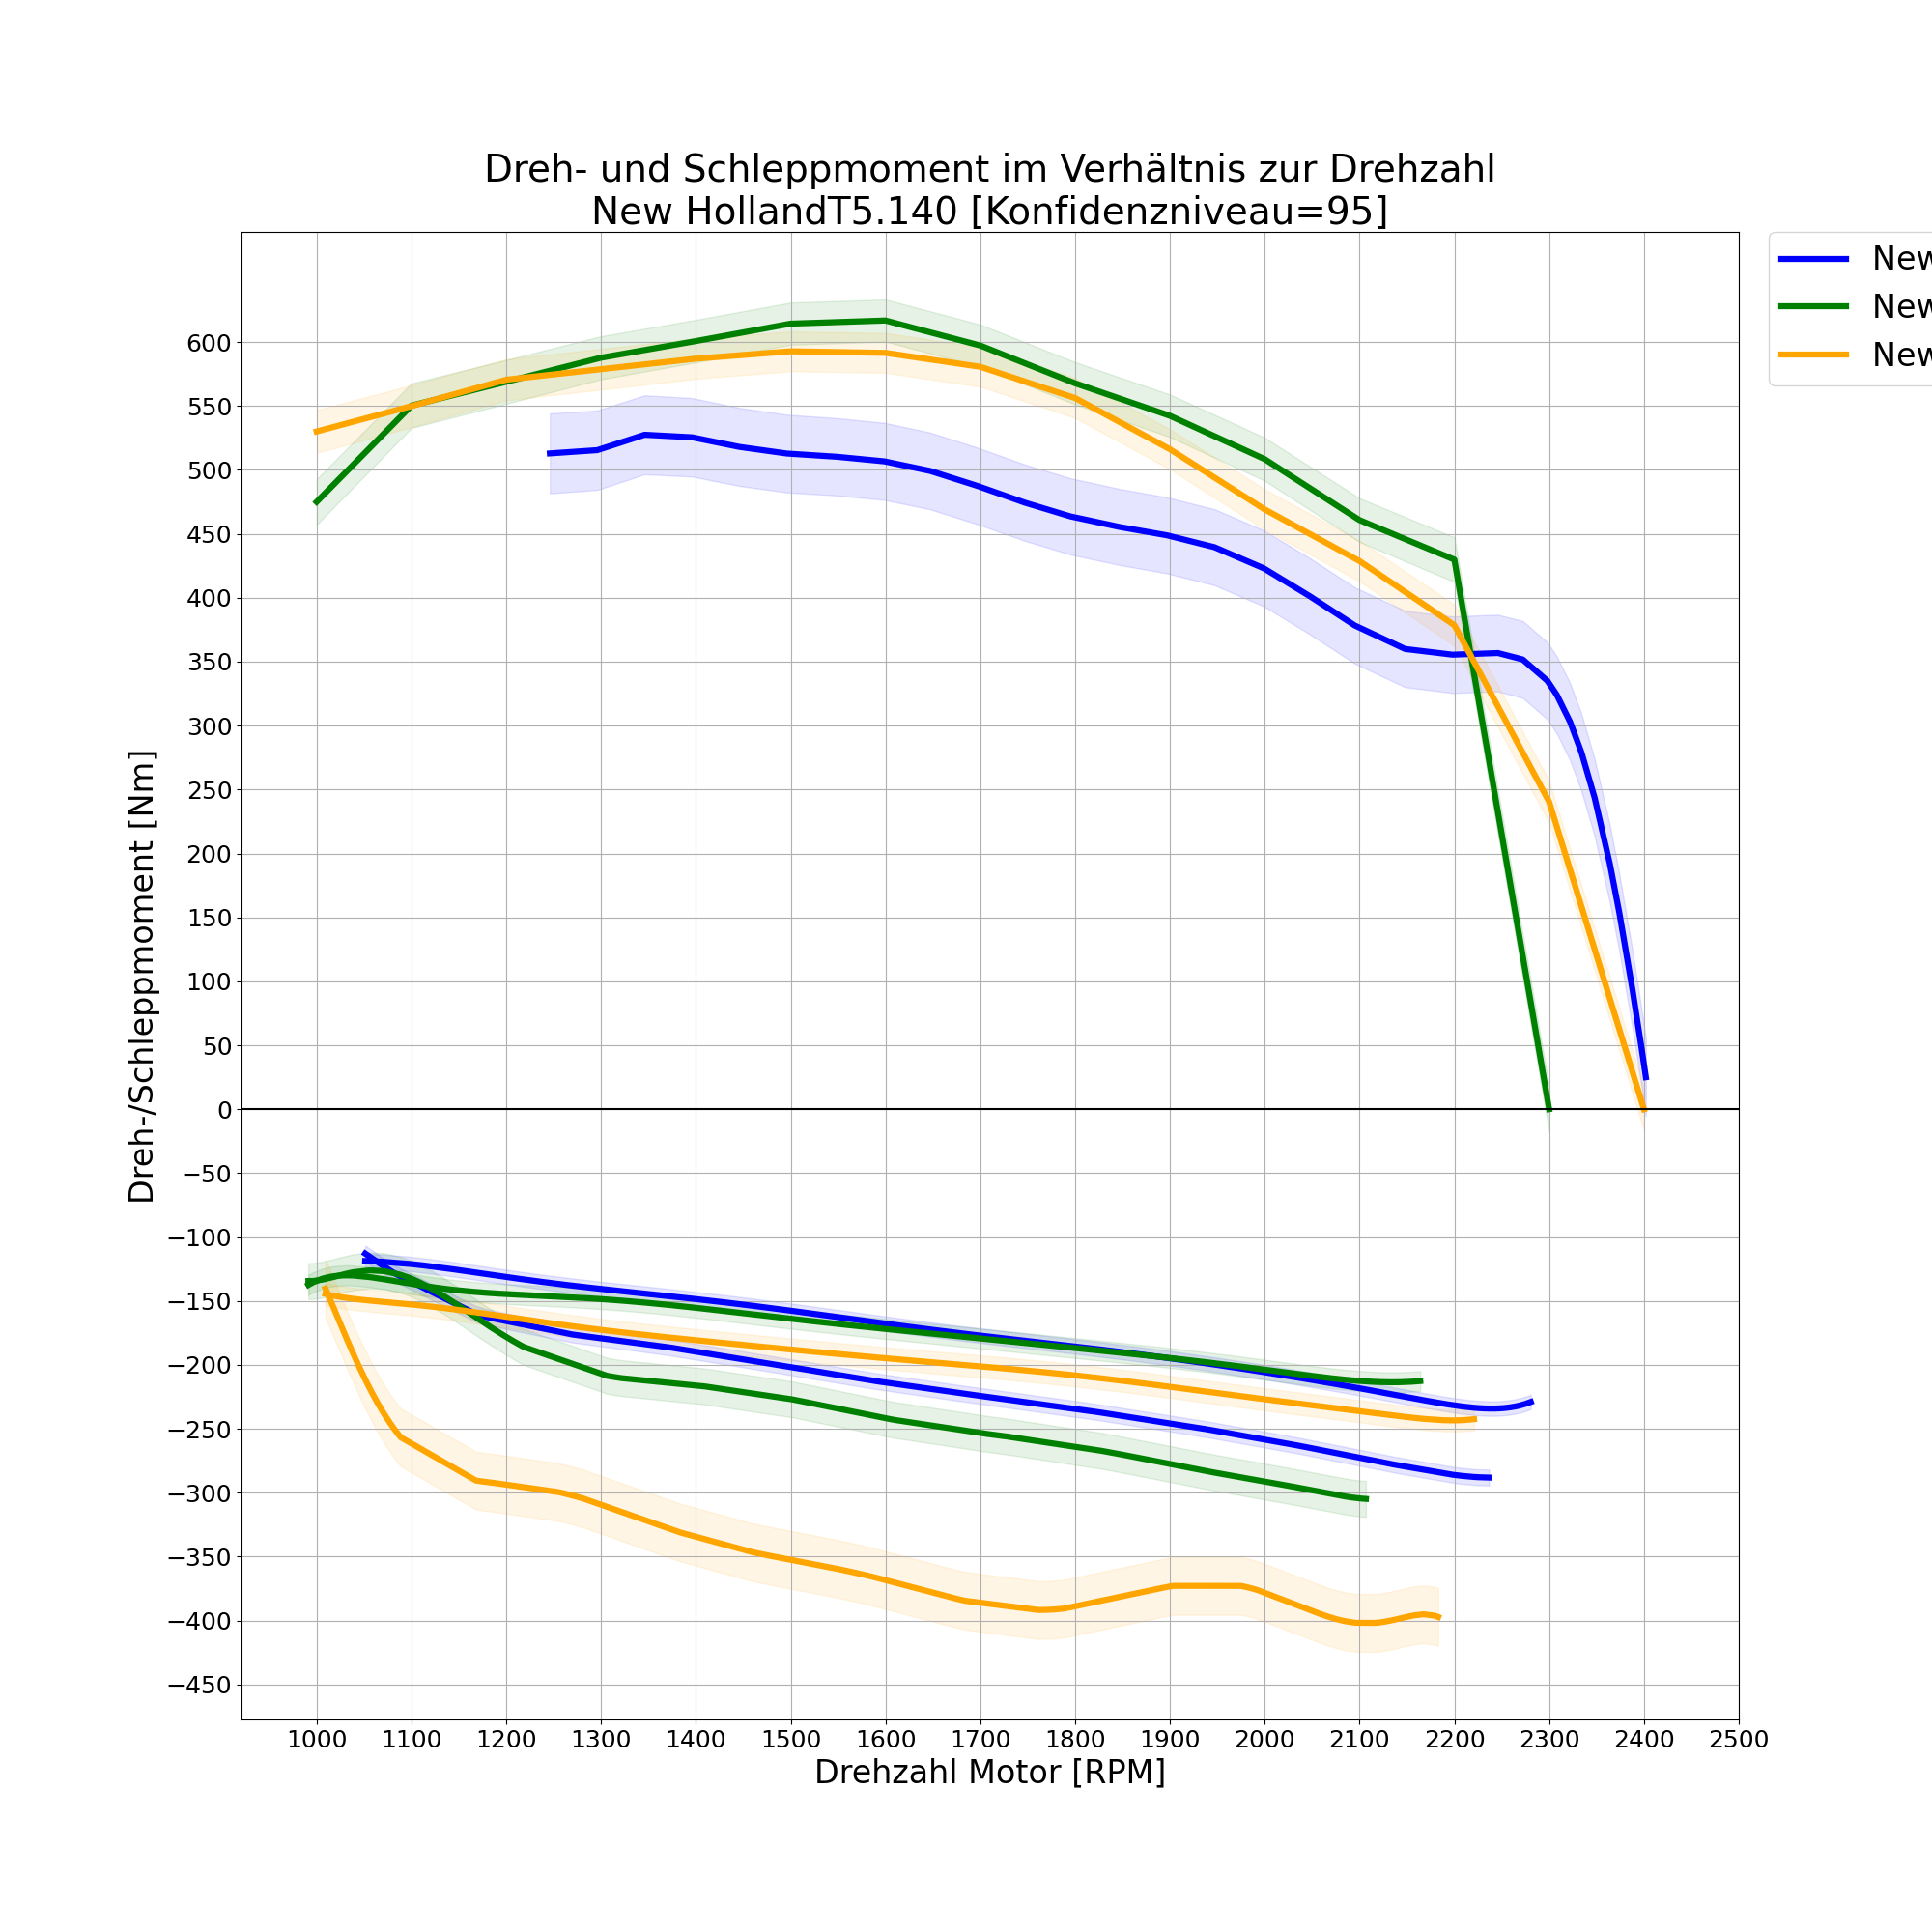 Dreh- und Schleppmoment im Verhältnis zur Drehzahl
New HollandT5.140 [Konfidenzniveau=95]
New
New
New
Dreh-/Schleppmoment [Nm]
600
550
500
450
400
350
300
250
200
150
100
50
0
−50
−100
−150
−200
−250
−300
−350
−400
−450
1000 1100 1200 1300 1400 1500 1600 1700 1800 1900 2000 2100 2200 2300 2400 2500
Drehzahl Motor [RPM]